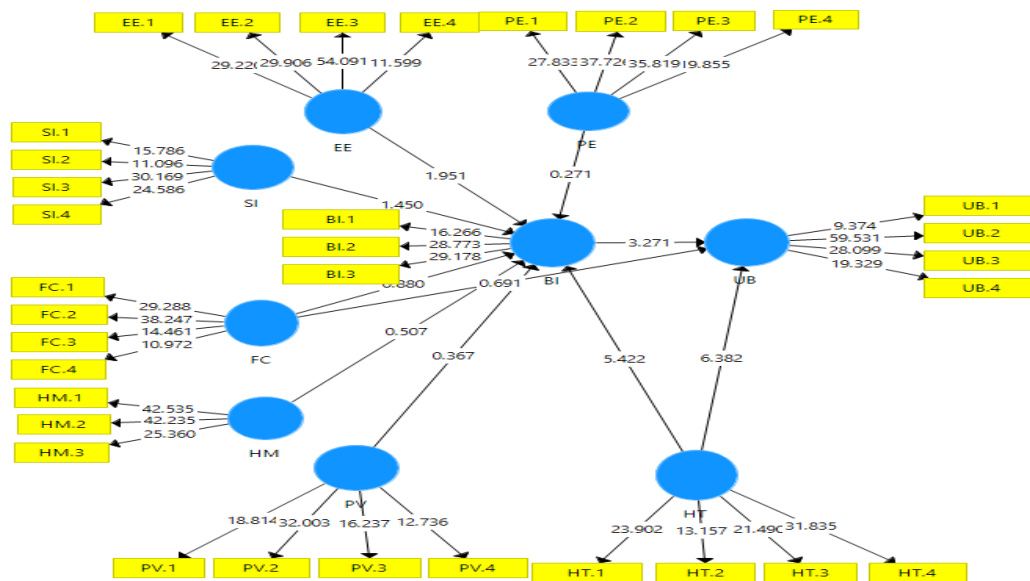 EE.1 EE.2 EE.3 EE.4 PE.1 PE.2 PE.3 PE.4
29.906 54.091 11.599 27.833 35.819
EE PE
SI.1 15.786
SI.2 11.096
SI.3 30.169
SI.4 24.586
SI
1.951 0.271
1.450
BI.1 16.266
BI.2 28.773
BI.3 29.178
BI
3.271
UB
9.374 UB.1
59.531 UB.2
28.099 UB.3
19.329 UB.4
FC.1 29.288
FC.2 38.247
FC.3 14.461
FC.4 10.972
FC
0.880 0.691
HM.1 42.535
HM.2 42.235
HM.3 25.360
HM
0.507
0.367
5.422 6.382
PV HT
18.814 32.003 16.237 12.736
23.902 13.157 31.835
PV.1 PV.2 PV.3 PV.4 HT.1 HT.2 HT.3 HT.4